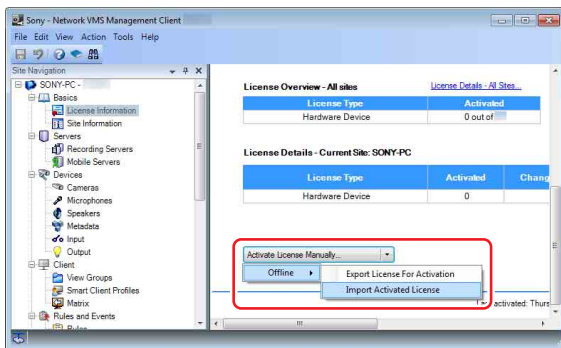 Sony - Network VMS Management Client
File Edit View Action Tools Help
Site Navigation
SONY-PC -
Basics
License Information
Site Information
Servers
Recording Servers
Mobile Servers
Devices
Cameras
Microphones
Speakers
Metadata
Input
Output
Client
View Groups
Smart Client Profiles
Matrix
Rules and Events
Rules
License Overview - All sites License Details - All Sites...
License Type Activated
Hardware Device 0 out of
License Details - Current Site: SONY-PC
License Type Activated Chang
Hardware Device 0
Activate License Manually...
Offline Export License For Activation
Import Activated License
activated: Thurs